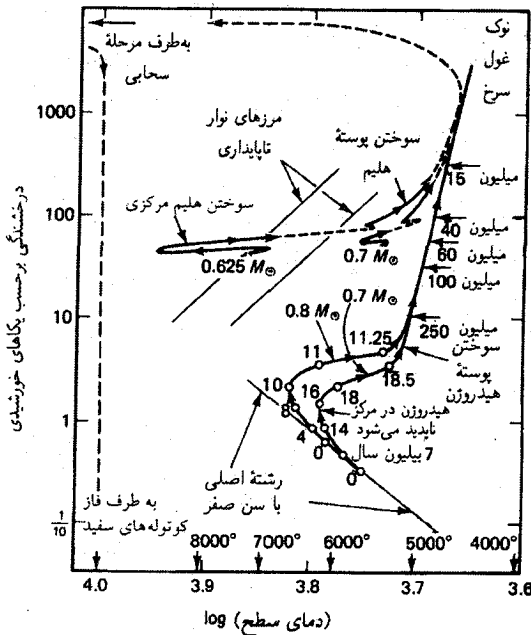 نوک
غول
سرخ
به‌طرف مرحلهٔ
سحابی
مرزهای نوار
ناپایداری
سوختن پوستهٔ
هلیم
سوختن هلیم مرکزی
0.625 M⊙
0.7 M⊙
15 میلیون
40 میلیون
60 میلیون
100 میلیون
250 میلیون
سوختن
پوستهٔ
هیدروژن
0.7 M⊙
0.8 M⊙
11.25
11
18.5
10
16
18
8
4
14
0
0
هیدروژن در مرکز
ناپدید می‌شود
7 بیلیون سال
رشتهٔ اصلی
با سن صفر
به طرف فاز
کوتوله‌های سفید
درخشندگی برحسب یکاهای خورشیدی
1000
100
10
1
1/10
8000° 7000° 6000° 5000° 4000°
4.0 3.9 3.8 3.7 3.6
log (دمای سطح)